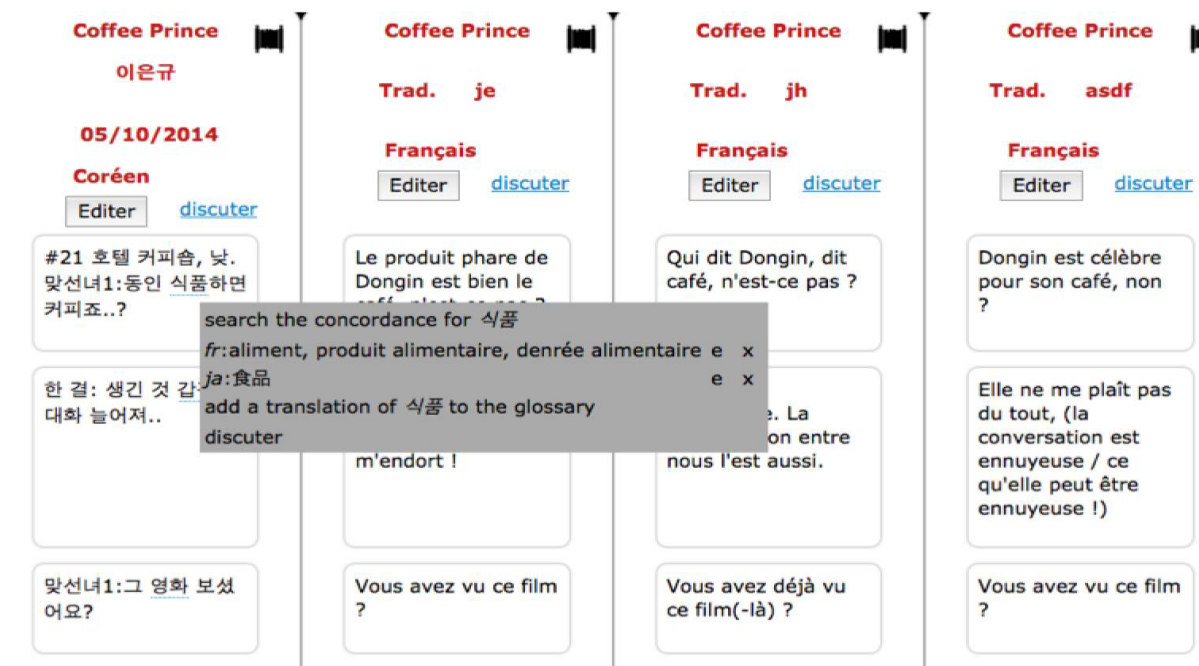 Coffee Prince
이은규
05/10/2014
Coréen
Editer discuter
#21 호텔 커피숍, 낮.
맞선녀1:동인 식품하면
커피죠..?
한 결: 생긴 것
대화 늘어져..
맞선녀1:그 영화 보셨
어요?
Coffee Prince
Trad. je
Français
Editer discuter
Le produit phare de
Dongin est bien le
café, n'est-ce pas ?
m'endort !
Vous avez vu ce film
?
Coffee Prince
Trad. jh
Français
Editer discuter
Qui dit Dongin, dit
café, n'est-ce pas ?
. La
on entre
nous l'est aussi.
Vous avez déjà vu
ce film(-là) ?
Coffee Prince
Trad. asdf
Français
Editer discuter
Dongin est célèbre
pour son café, non
?
Elle ne me plaît pas
du tout, (la
conversation est
ennuyeuse / ce
qu'elle peut être
ennuyeuse !)
Vous avez vu ce film
?
search the concordance for 식품
fr:aliment, produit alimentaire, denrée alimentaire e x
ja:食品 e x
add a translation of 식품 to the glossary
discuter